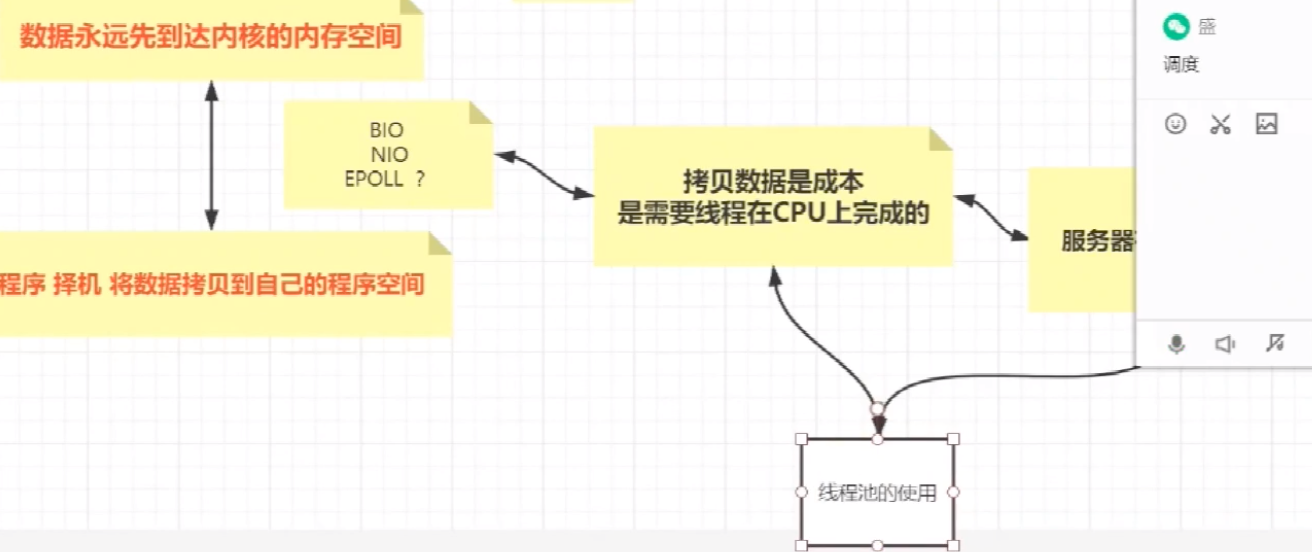 数据永远先到达内核的内存空间
盛
调度
BIO
NIO
EPOLL ？
拷贝数据是成本
是需要线程在CPU上完成的
服务器
程序 择机 将数据拷贝到自己的程序空间
线程池的使用